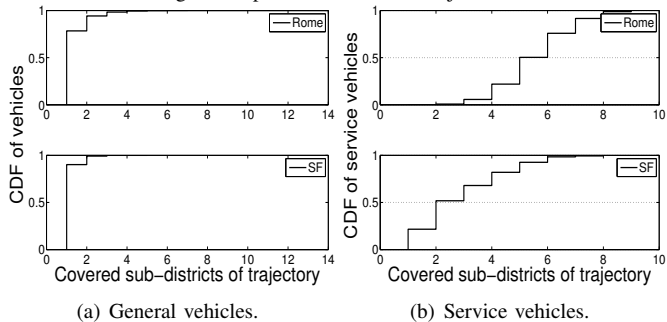 1
0.5
0
0 2 4 6 8 10 12 14
Rome
1
0.5
0
0 2 4 6 8 10 12 14
SF
CDF of vehicles
Covered sub-districts of trajectory
(a) General vehicles.
1
0.5
0
0 2 4 6 8 10
Rome
1
0.5
0
0 2 4 6 8 10
SF
CDF of service vehicles
Covered sub-districts of trajectory
(b) Service vehicles.